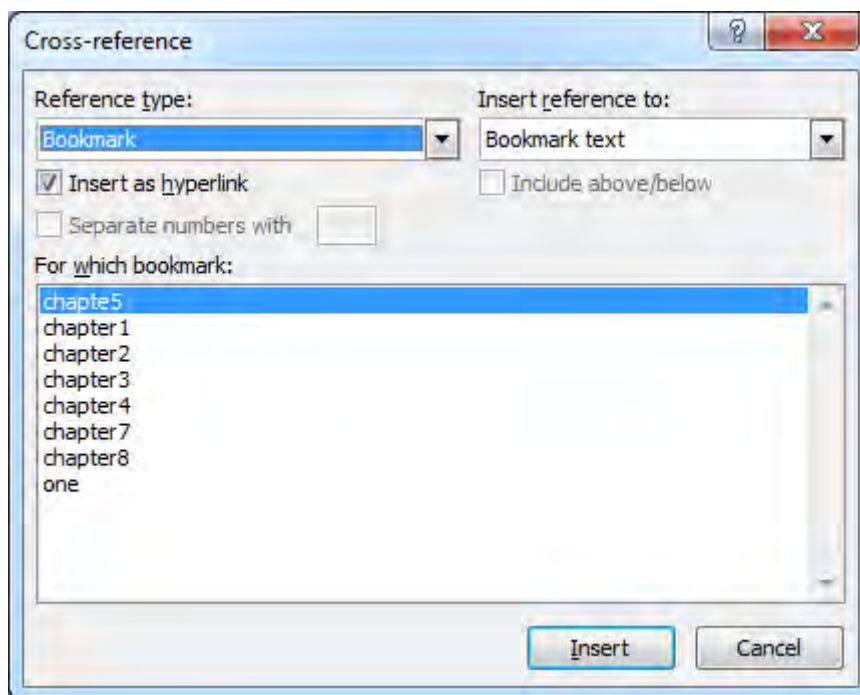 Cross-reference
Reference type:
Insert reference to:
Bookmark
Bookmark text
Insert as hyperlink
Include above/below
Separate numbers with
For which bookmark:
chapte5
chapter1
chapter2
chapter3
chapter4
chapter7
chapter8
one
Insert
Cancel